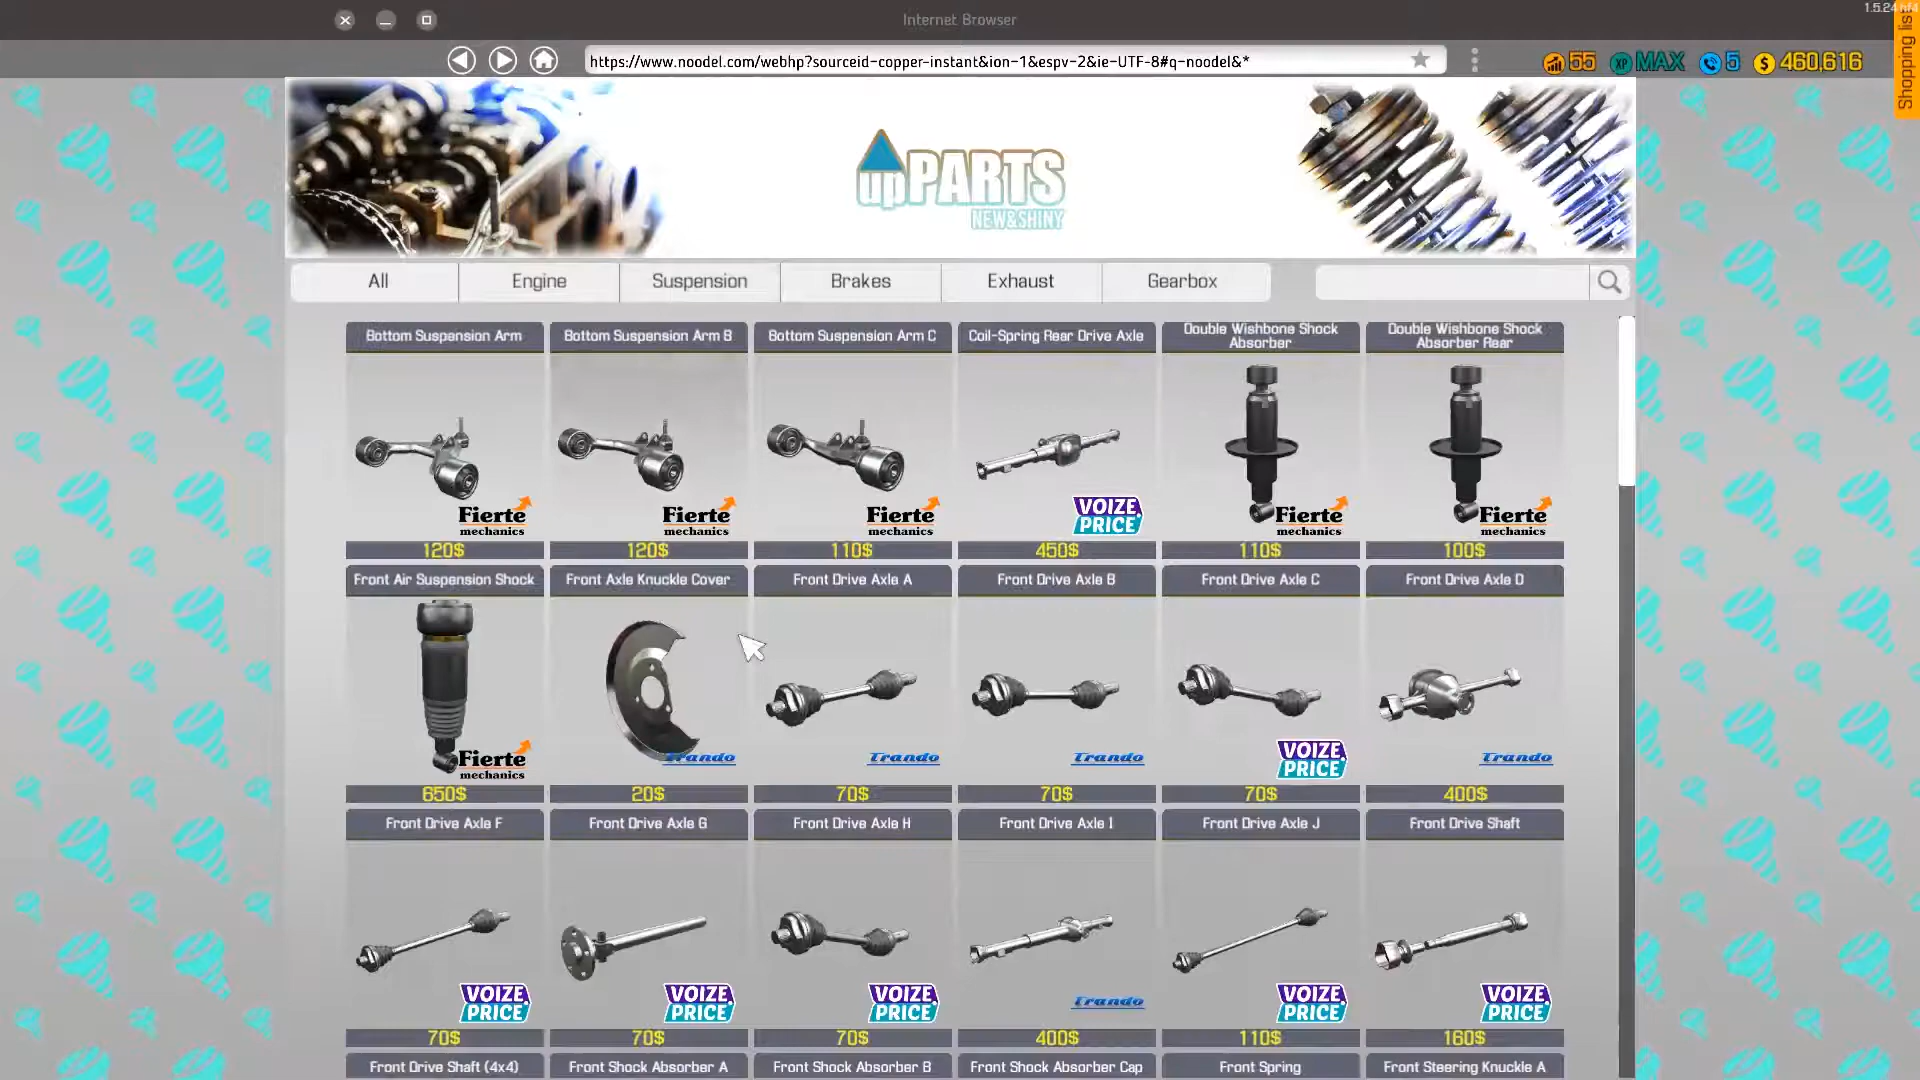 1.5.24.hf4
Internet Browser
https://www.noodel.com/webhp?sourceid-copper-instant&ion-1&espv-2&ie-UTF-8#q-noodel&*
55 XP MAX 5 $ 460,616
Shopping list
upPARTS
NEW&SHINY
All Engine Suspension Brakes Exhaust Gearbox
Bottom Suspension Arm
Fierte
mechanics
120$
Bottom Suspension Arm B
Fierte
mechanics
120$
Bottom Suspension Arm C
Fierte
mechanics
110$
Coil-Spring Rear Drive Axle
VOIZE
PRICE
450$
Double Wishbone Shock
Absorber
Fierte
mechanics
110$
Double Wishbone Shock
Absorber Rear
Fierte
mechanics
100$
Front Air Suspension Shock
Fierte
mechanics
650$
Front Axle Knuckle Cover
Trando
20$
Front Drive Axle A
Trando
70$
Front Drive Axle B
Trando
70$
Front Drive Axle C
VOIZE
PRICE
70$
Front Drive Axle D
Trando
400$
Front Drive Axle F
VOIZE
PRICE
70$
Front Drive Axle G
VOIZE
PRICE
70$
Front Drive Axle H
VOIZE
PRICE
70$
Front Drive Axle I
Trando
400$
Front Drive Axle J
VOIZE
PRICE
110$
Front Drive Shaft
VOIZE
PRICE
160$
Front Drive Shaft (4x4)
Front Shock Absorber A
Front Shock Absorber B
Front Shock Absorber Cap
Front Spring
Front Steering Knuckle A